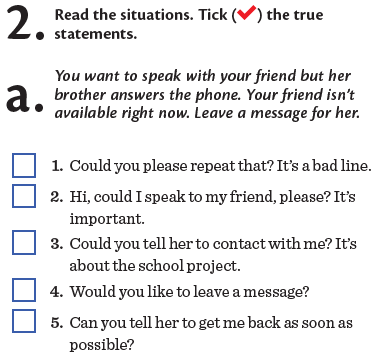 2. Read the situations. Tick (✓) the true
statements.
a. You want to speak with your friend but her
brother answers the phone. Your friend isn't
available right now. Leave a message for her.
1. Could you please repeat that? It's a bad line.
2. Hi, could I speak to my friend, please? It's
important.
3. Could you tell her to contact with me? It's
about the school project.
4. Would you like to leave a message?
5. Can you tell her to get me back as soon as
possible?